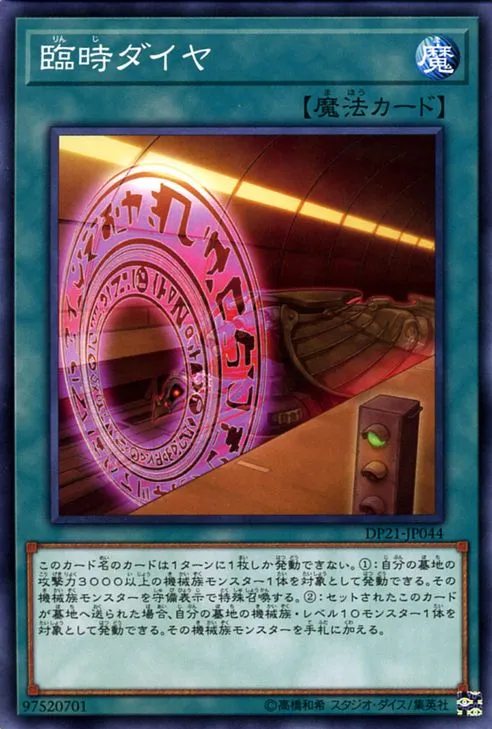 臨時ダイヤ
魔
【魔法カード】
DP21-JP044
このカード名のカードは1ターンに1枚しか発動できない。①:自分の墓地の
攻撃力3000以上の機械族モンスター1体を対象として発動できる。その
機械族モンスターを守備表示で特殊召喚する。②:セットされたこのカード
が墓地へ送られた場合、自分の墓地の機械族・レベル10モンスター1体を
対象として発動できる。その機械族モンスターを手札に加える。
97520701
©高橋和希 スタジオ・ダイス/集英社